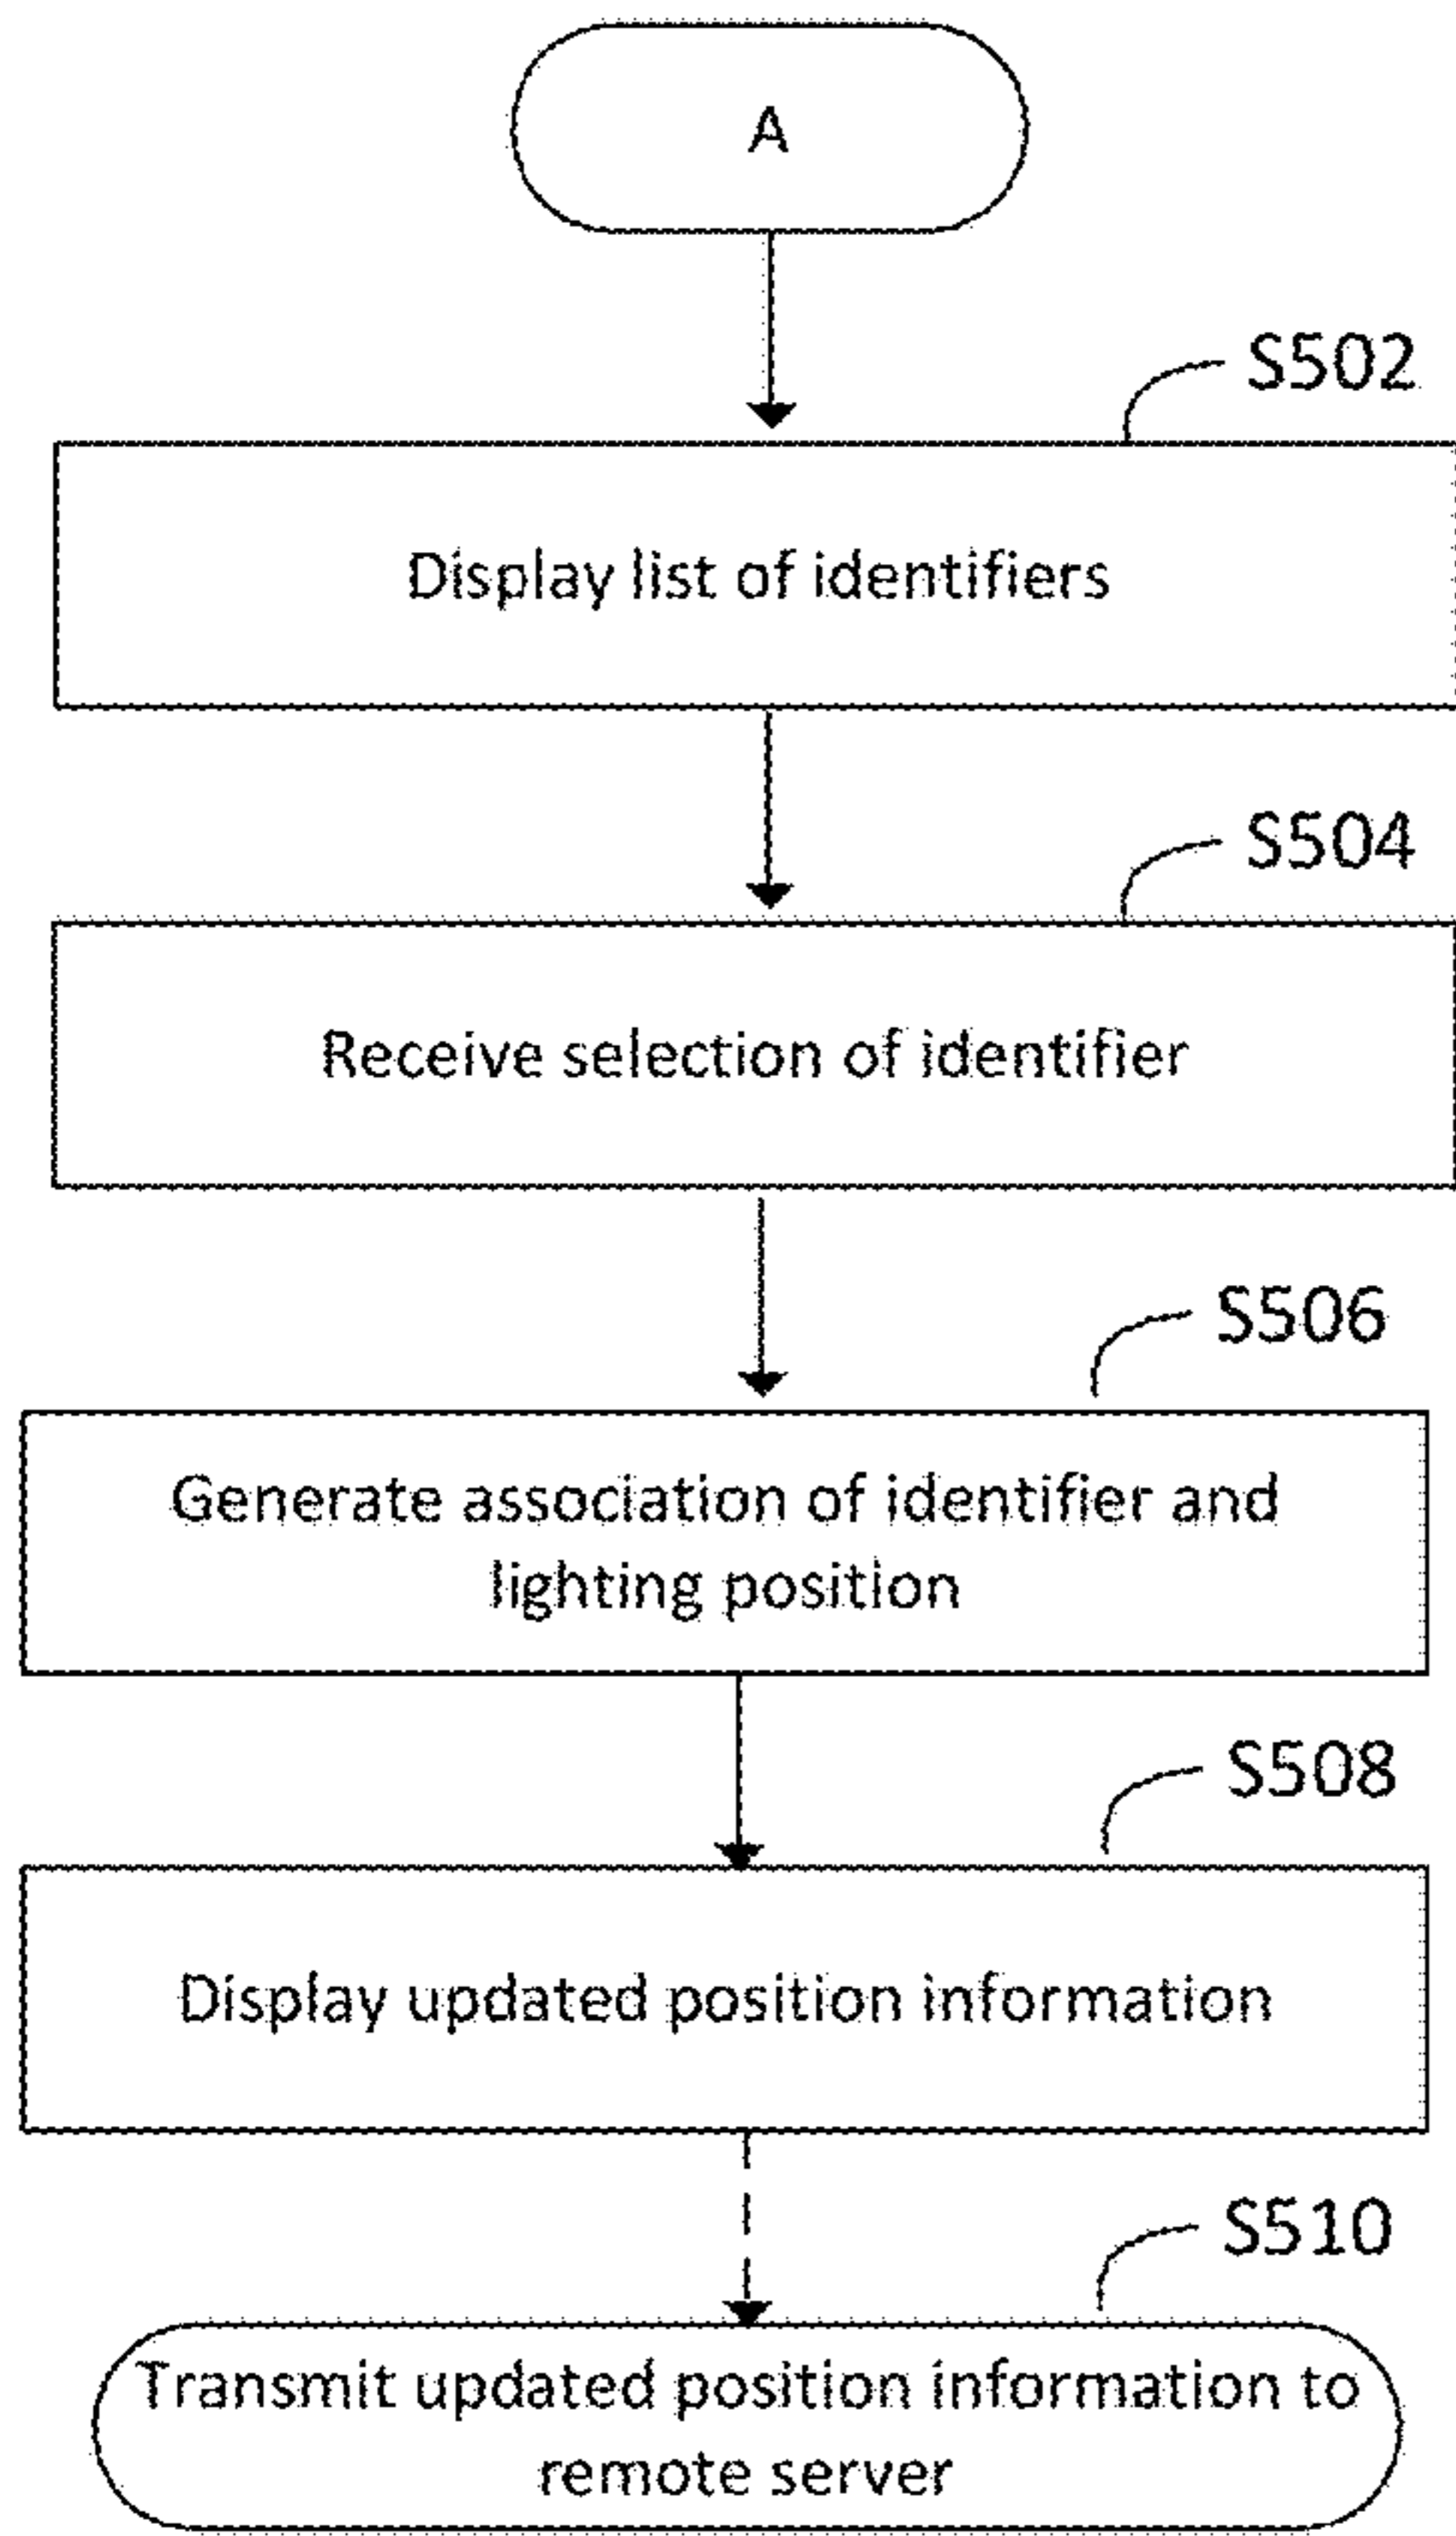 A
S502
Display list of identifiers
S504
Receive selection of identifier
S506
Generate association of identifier and
lighting position
S508
Display updated position information
S510
Transmit updated position information to
remote server